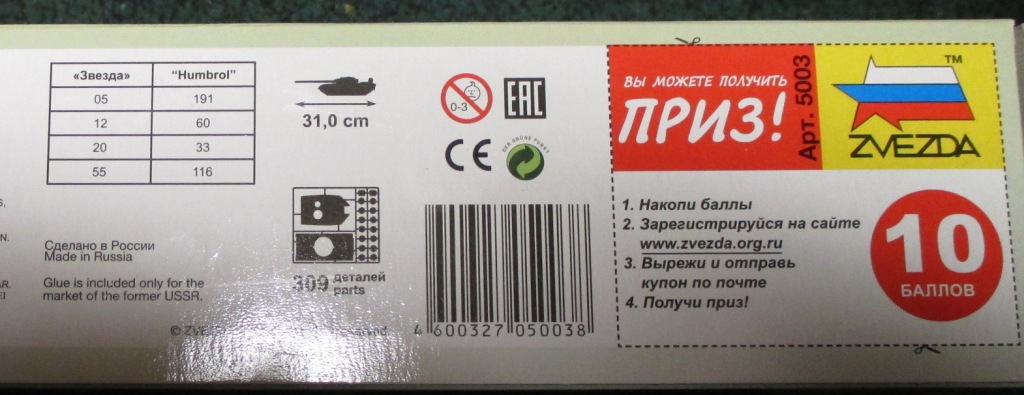 «Звезда» "Humbrol"
05 191
12 60
20 33
55 116
Сделано в России
Made in Russia
Glue is included only for the
market of the former USSR.
31,0 cm
309 деталей
parts
0-3
EAC
CE
DER GRÜNE PUNKT
4 600327 050038
ВЫ МОЖЕТЕ ПОЛУЧИТЬ
ПРИЗ!
Арт. 5003
TM
ZVEZDA
1. Накопи баллы
2. Зарегистрируйся на сайте
www.zvezda.org.ru
3. Вырежи и отправь
купон по почте
4. Получи приз!
10
БАЛЛОВ